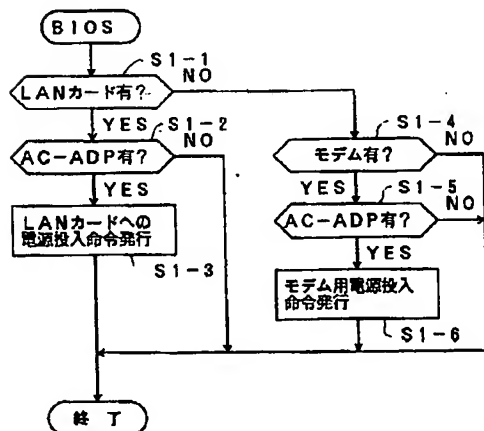 BIOS
S1-1
LANカード有?
NO
YES
S1-2
AC-ADP有?
NO
YES
LANカードへの
電源投入命令発行
S1-3
S1-4
モデム有?
NO
YES
S1-5
AC-ADP有?
NO
YES
モデム用電源投入
命令発行
S1-6
終了